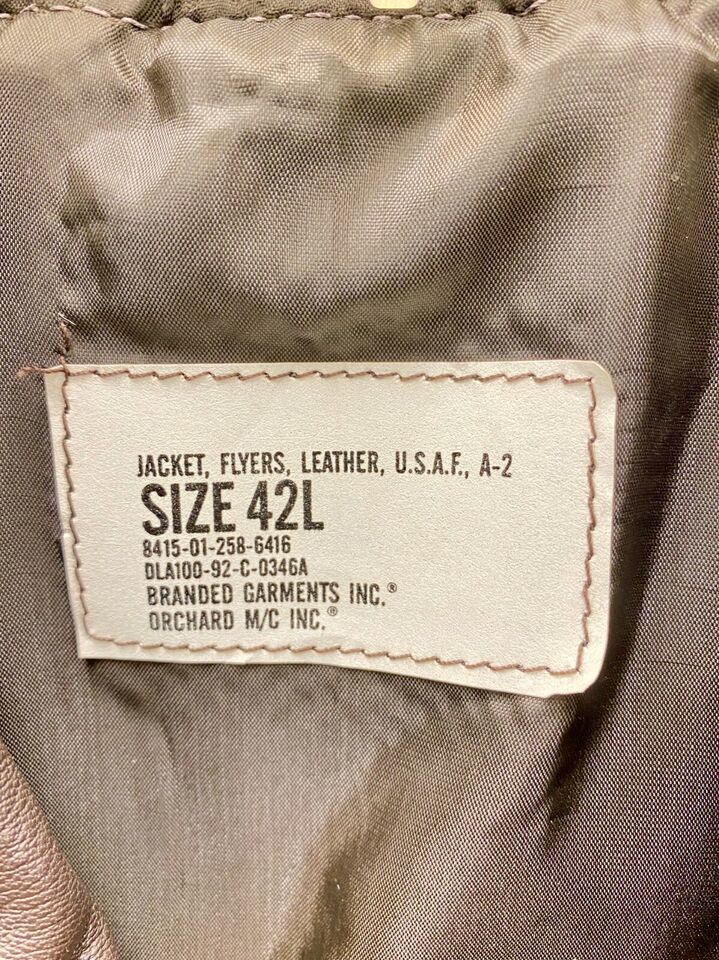 JACKET, FLYERS, LEATHER, U.S.A.F., A-2
SIZE 42L
8415-01-258-6416
DLA100-92-C-0346A
BRANDED GARMENTS INC.®
ORCHARD M/C INC.®